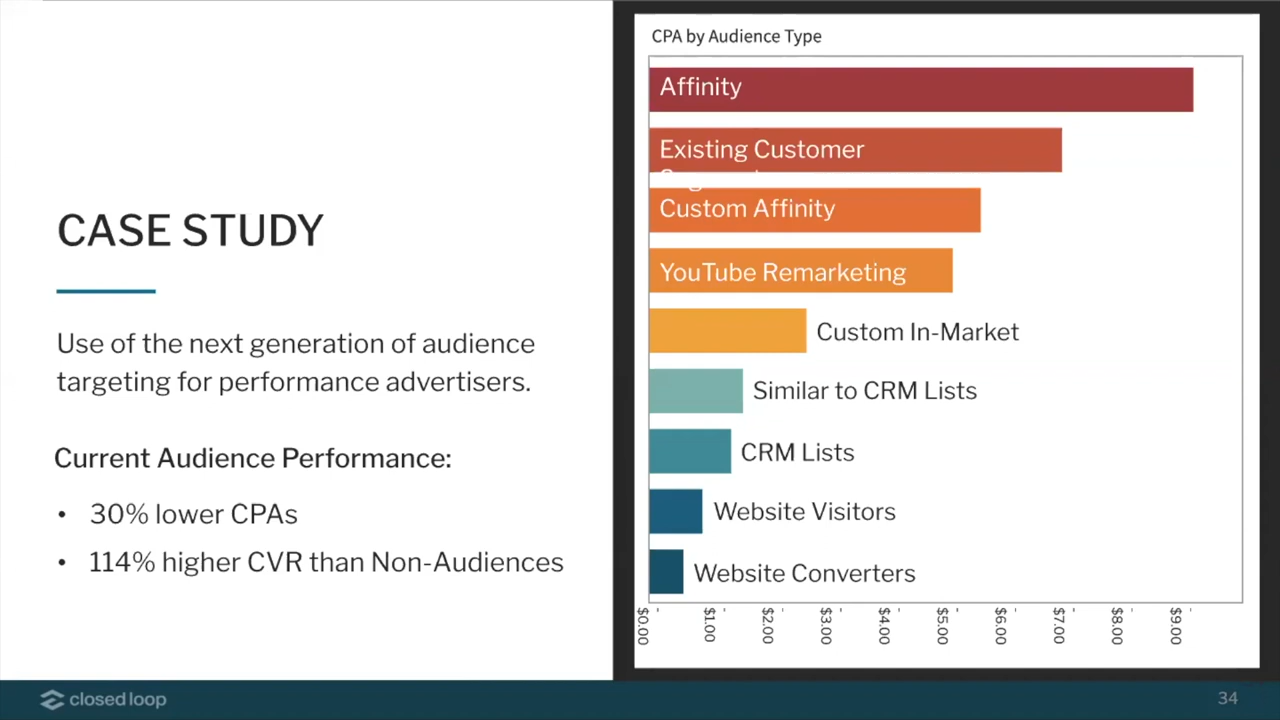 CASE STUDY
Use of the next generation of audience
targeting for performance advertisers.
Current Audience Performance:
• 30% lower CPAs
• 114% higher CVR than Non-Audiences
CPA by Audience Type
Affinity
Existing Customer
Custom Affinity
YouTube Remarketing
Custom In-Market
Similar to CRM Lists
CRM Lists
Website Visitors
Website Converters
$0.00 $1.00 $2.00 $3.00 $4.00 $5.00 $6.00 $7.00 $8.00 $9.00
closed loop
34